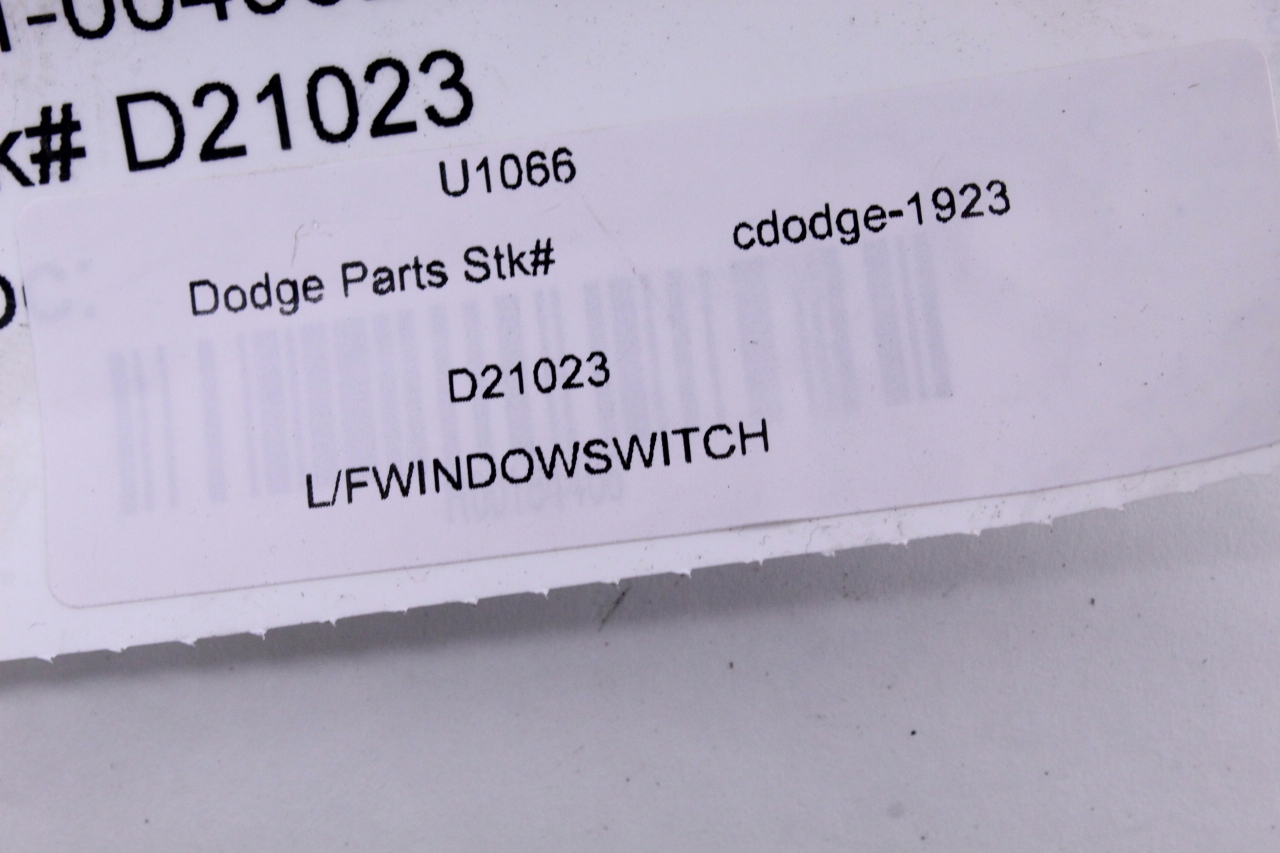 # D21023
U1066
cdodge-1923
Dodge Parts Stk#
D21023
L/FWINDOWSWITCH